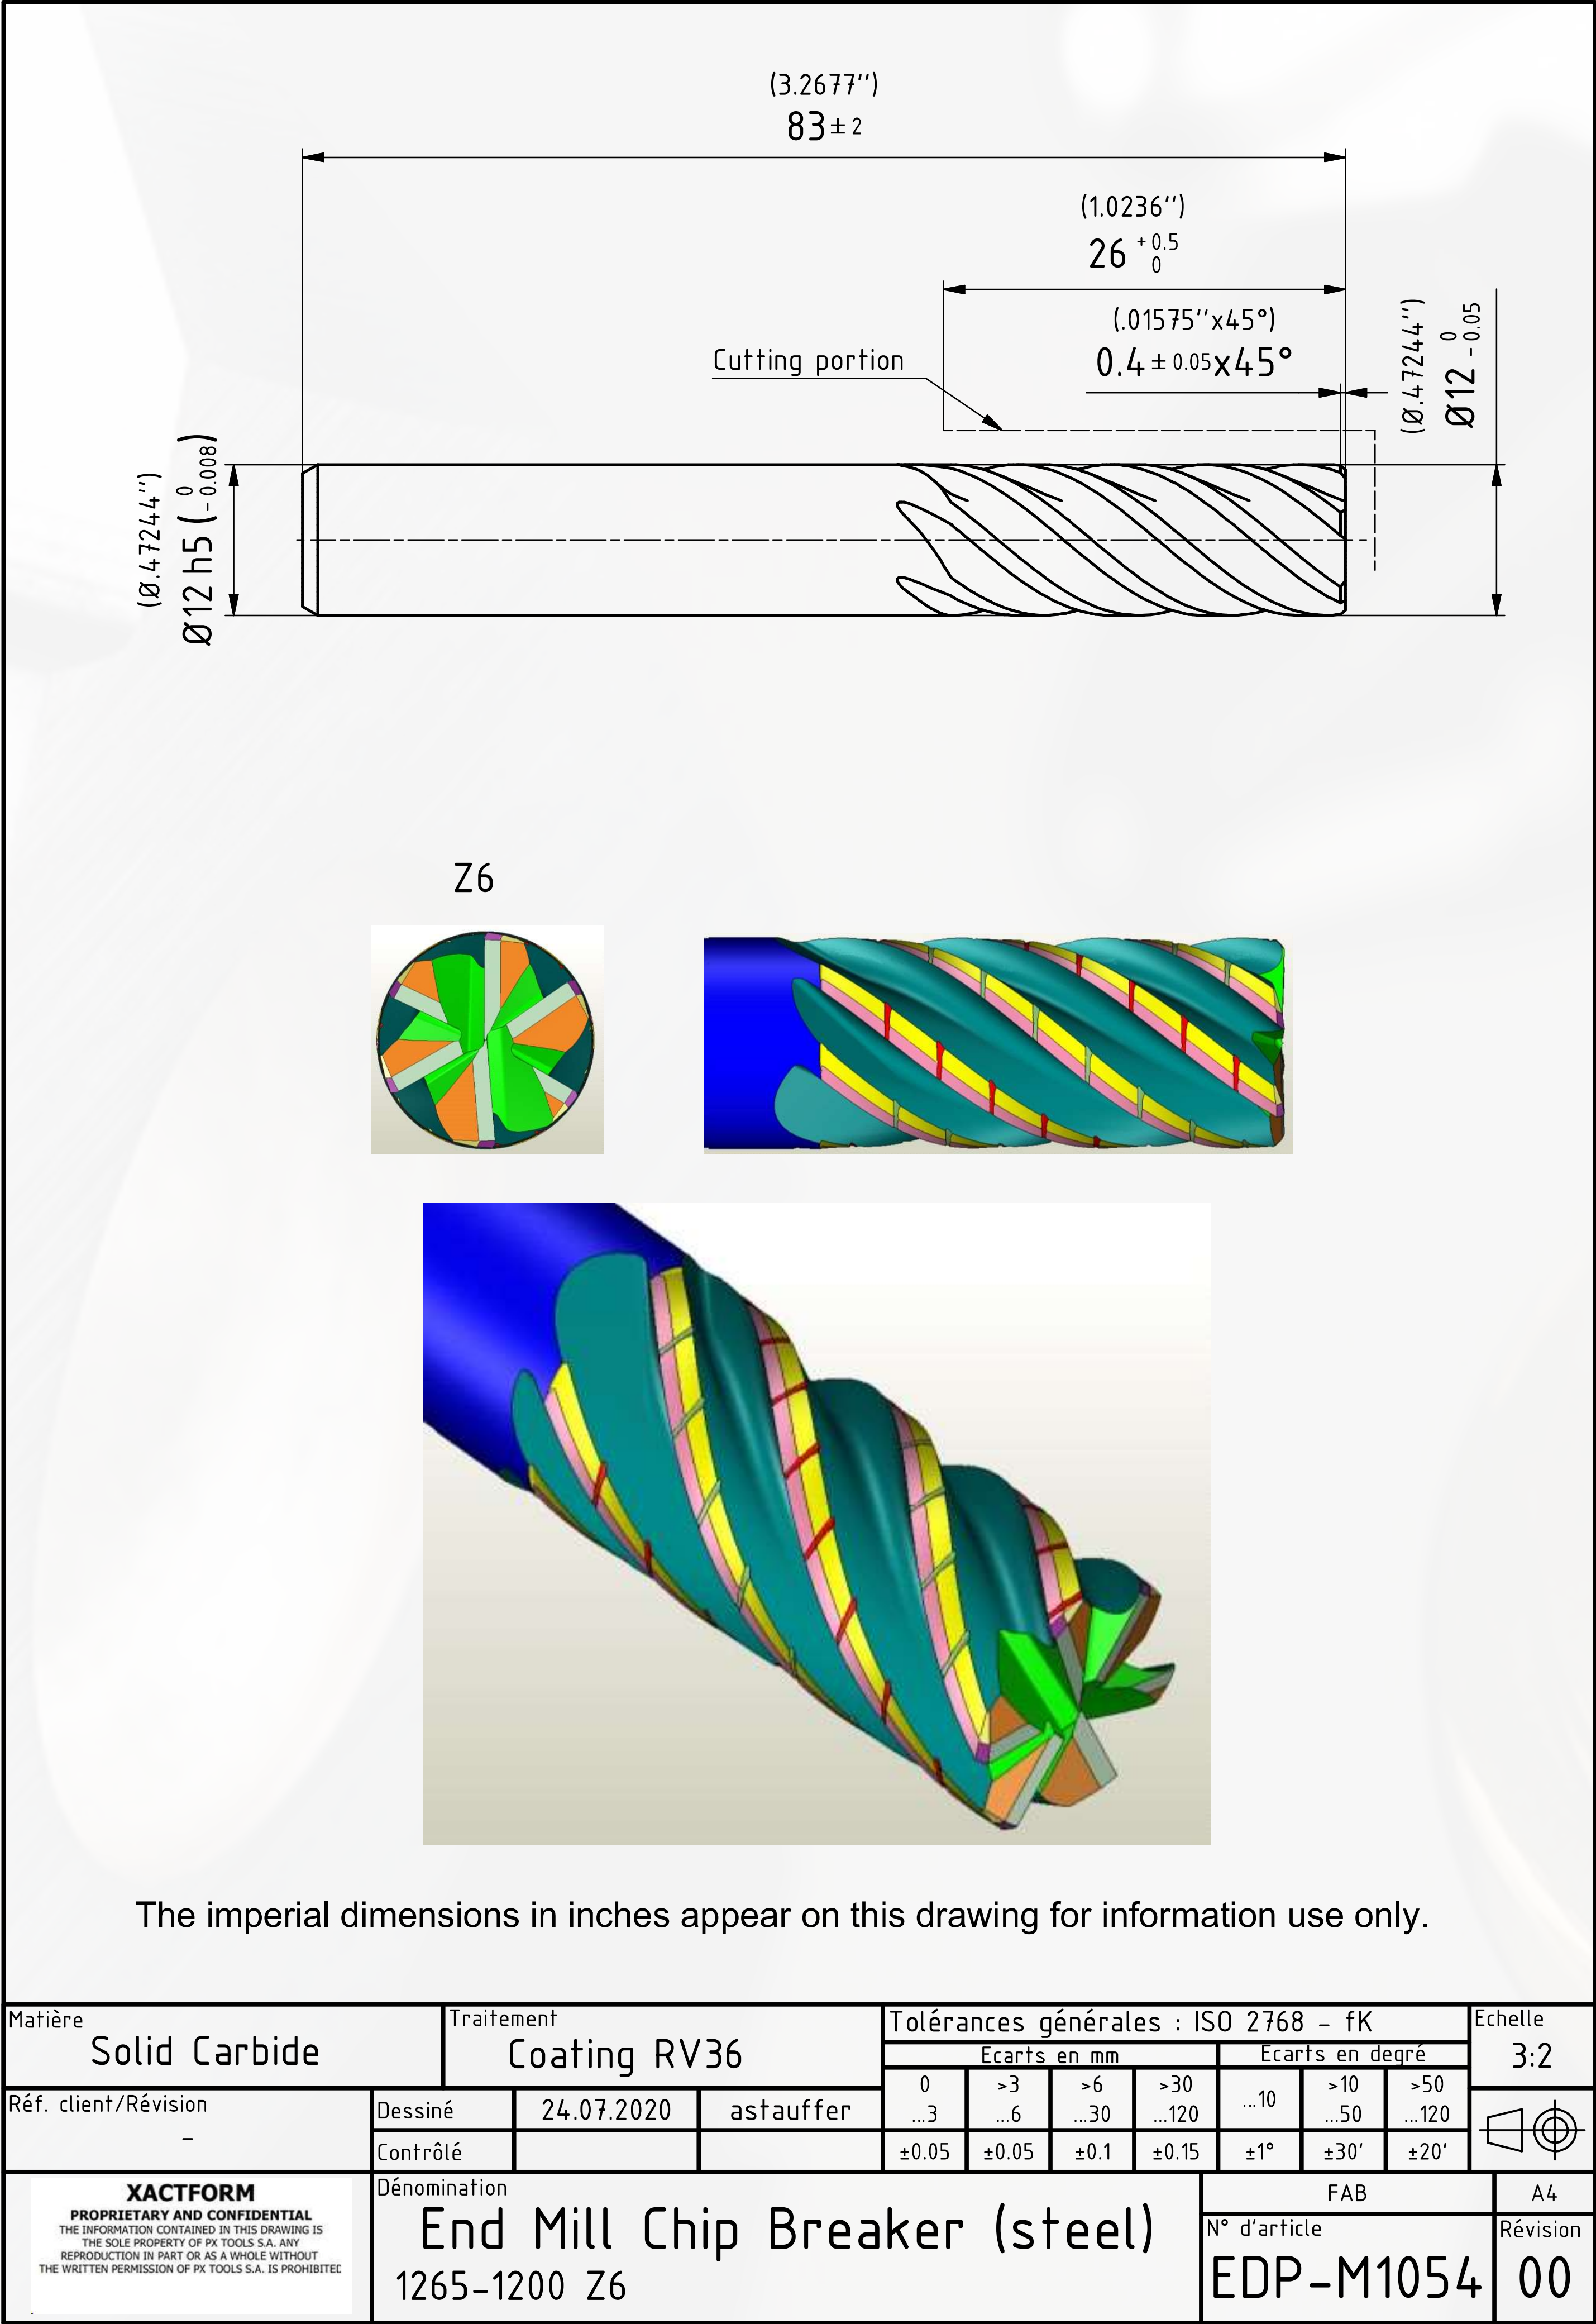 (3.2677'')
83 ± 2
(1.0236'')
26 +0.5 0
(.01575''x45°)
0.4 ± 0.05 x45°
(Ø.47244'')
Ø12 0 -0.05
Cutting portion
(Ø.47244'')
Ø12 h5 ( 0 -0.008)
Z6
The imperial dimensions in inches appear on this drawing for information use only.
Matière
Solid Carbide
Traitement
Coating RV36
Tolérances générales : ISO 2768 - fK
Ecarts en mm
Ecarts en degré
0 ...3
>3 ...6
>6 ...30
>30 ...120
...10
>10 ...50
>50 ...120
±0.05
±0.05
±0.1
±0.15
±1°
±30'
±20'
Echelle
3:2
Réf. client/Révision
-
Dessiné
24.07.2020
astauffer
Contrôlé
XACTFORM
PROPRIETARY AND CONFIDENTIAL
THE INFORMATION CONTAINED IN THIS DRAWING IS
THE SOLE PROPERTY OF PX TOOLS S.A. ANY
REPRODUCTION IN PART OR AS A WHOLE WITHOUT
THE WRITTEN PERMISSION OF PX TOOLS S.A. IS PROHIBITED
Dénomination
End Mill Chip Breaker (steel)
1265-1200 Z6
FAB
A4
N° d'article
EDP-M1054
Révision
00